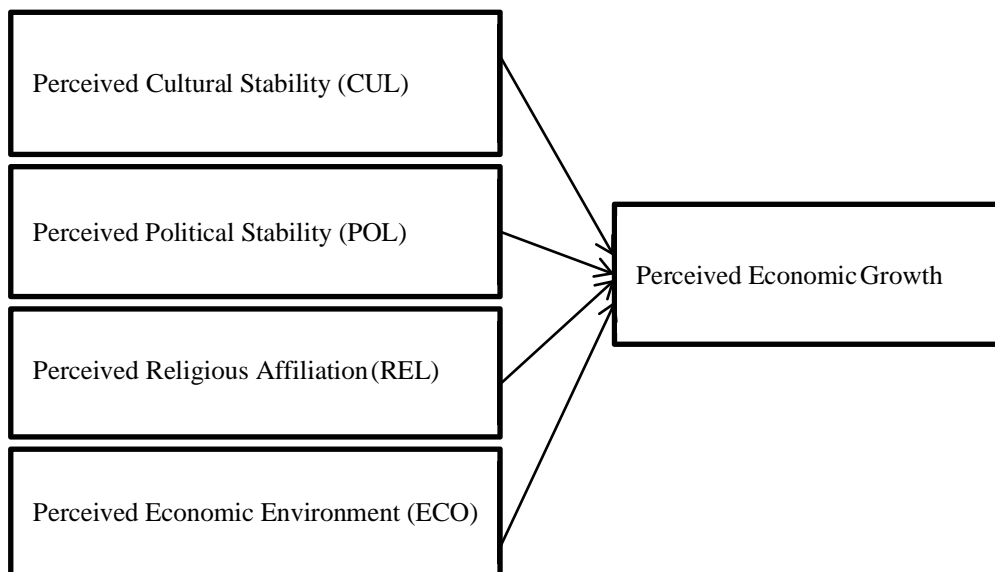 Perceived Cultural Stability (CUL)
Perceived Political Stability (POL)
Perceived Economic Growth
Perceived Religious Affiliation (REL)
Perceived Economic Environment (ECO)